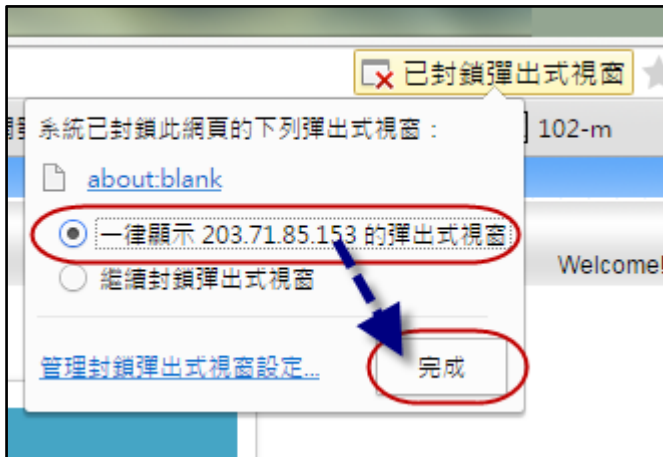 已封鎖彈出式視窗
系統已封鎖此網頁的下列彈出式視窗：
102-m
about:blank
一律顯示 203.71.85.153 的彈出式視窗
Welcome!
繼續封鎖彈出式視窗
管理封鎖彈出式視窗設定...
完成